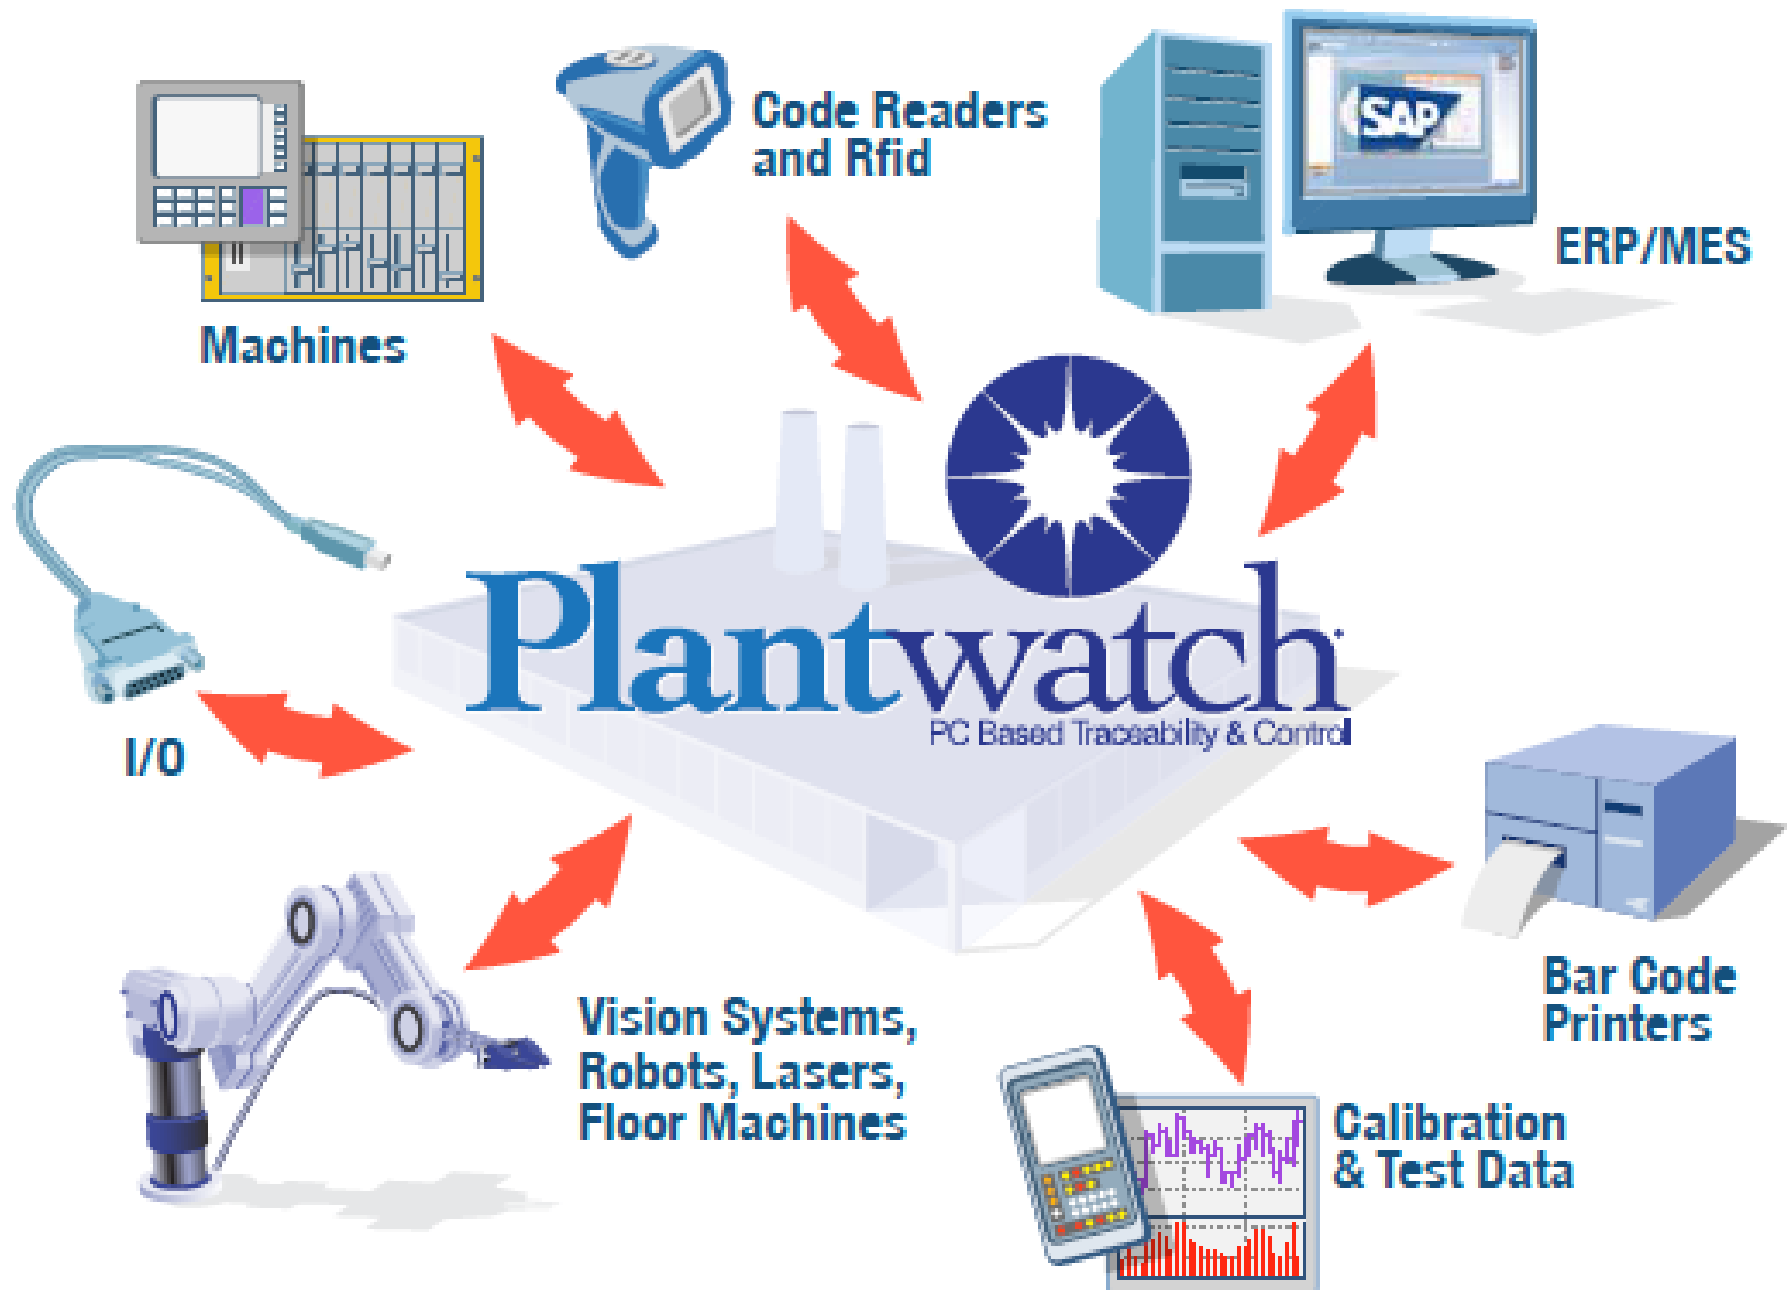 Code Readers
and Rfid
SAP
ERP/MES
Machines
Plantwatch
PC Based Traceability & Control
I/O
Bar Code
Printers
Vision Systems,
Robots, Lasers,
Floor Machines
Calibration
& Test Data